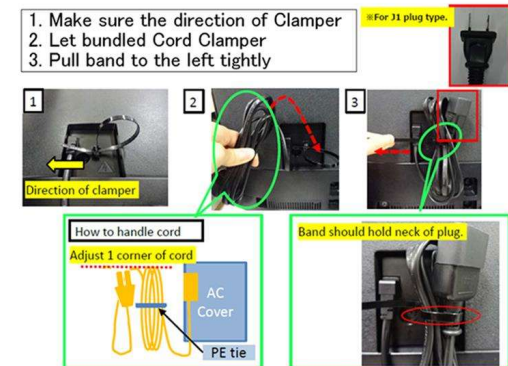 1. Make sure the direction of Clamper
2. Let bundled Cord Clamper
3. Pull band to the left tightly
※For J1 plug type.
1
2
3
Direction of clamper
How to handle cord
Adjust 1 corner of cord
AC
Cover
PE tie
Band should hold neck of plug.